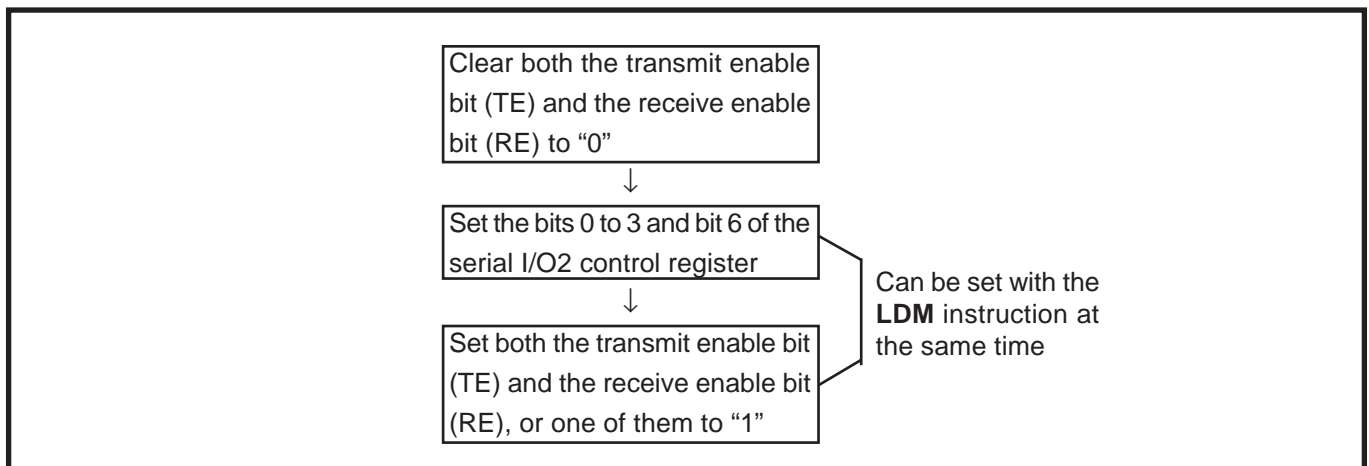 Clear both the transmit enable
bit (TE) and the receive enable
bit (RE) to “0”
↓
Set the bits 0 to 3 and bit 6 of the
serial I/O2 control register
↓
Set both the transmit enable bit
(TE) and the receive enable bit
(RE), or one of them to “1”
Can be set with the
LDM instruction at
the same time